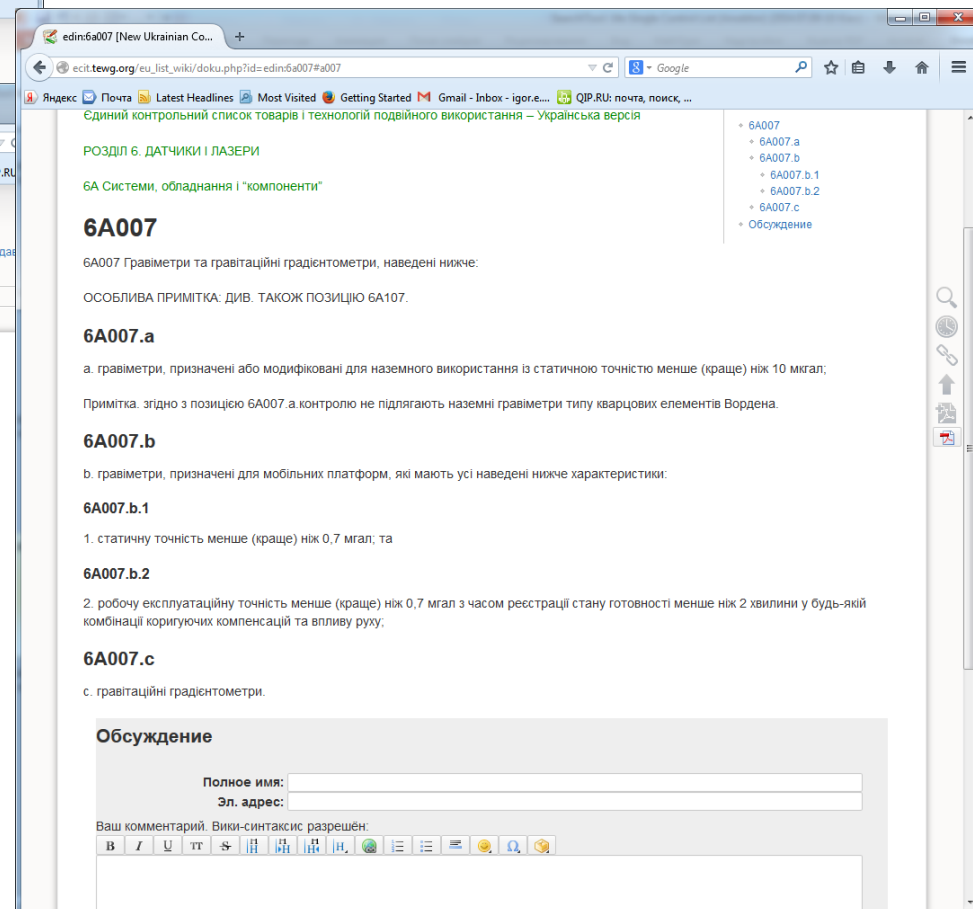 edin:6a007 [New Ukrainian Co...
ecit.tewg.org/eu_list_wiki/doku.php?id=edin:6a007#a007
Google
Яндекс Почта Latest Headlines Most Visited Getting Started Gmail - Inbox - igor.e.... QIP.RU: почта, поиск, ...
Єдиний контрольний список товарів і технологій подвійного використання – Українська версія
РОЗДІЛ 6. ДАТЧИКИ І ЛАЗЕРИ
6А Системи, обладнання і “компоненти”
6A007
6A007.a
6A007.b
6A007.b.1
6A007.b.2
6A007.c
Обсуждение
6A007
6A007 Гравіметри та гравітаційні градієнтометри, наведені нижче:
ОСОБЛИВА ПРИМІТКА: ДИВ. ТАКОЖ ПОЗИЦІЮ 6A107.
6A007.a
a. гравіметри, призначені або модифіковані для наземного використання із статичною точністю менше (краще) ніж 10 мкгал;
Примітка. згідно з позицією 6A007.a.контролю не підлягають наземні гравіметри типу кварцових елементів Вордена.
6A007.b
b. гравіметри, призначені для мобільних платформ, які мають усі наведені нижче характеристики:
6A007.b.1
1. статичну точність менше (краще) ніж 0,7 мгал; та
6A007.b.2
2. робочу експлуатаційну точність менше (краще) ніж 0,7 мгал з часом реєстрації стану готовності менше ніж 2 хвилини у будь-якій
комбінації коригуючих компенсацій та впливу руху;
6A007.c
c. гравітаційні градієнтометри.
Обсуждение
Полное имя:
Эл. адрес:
Ваш комментарий. Вики-синтаксис разрешён: